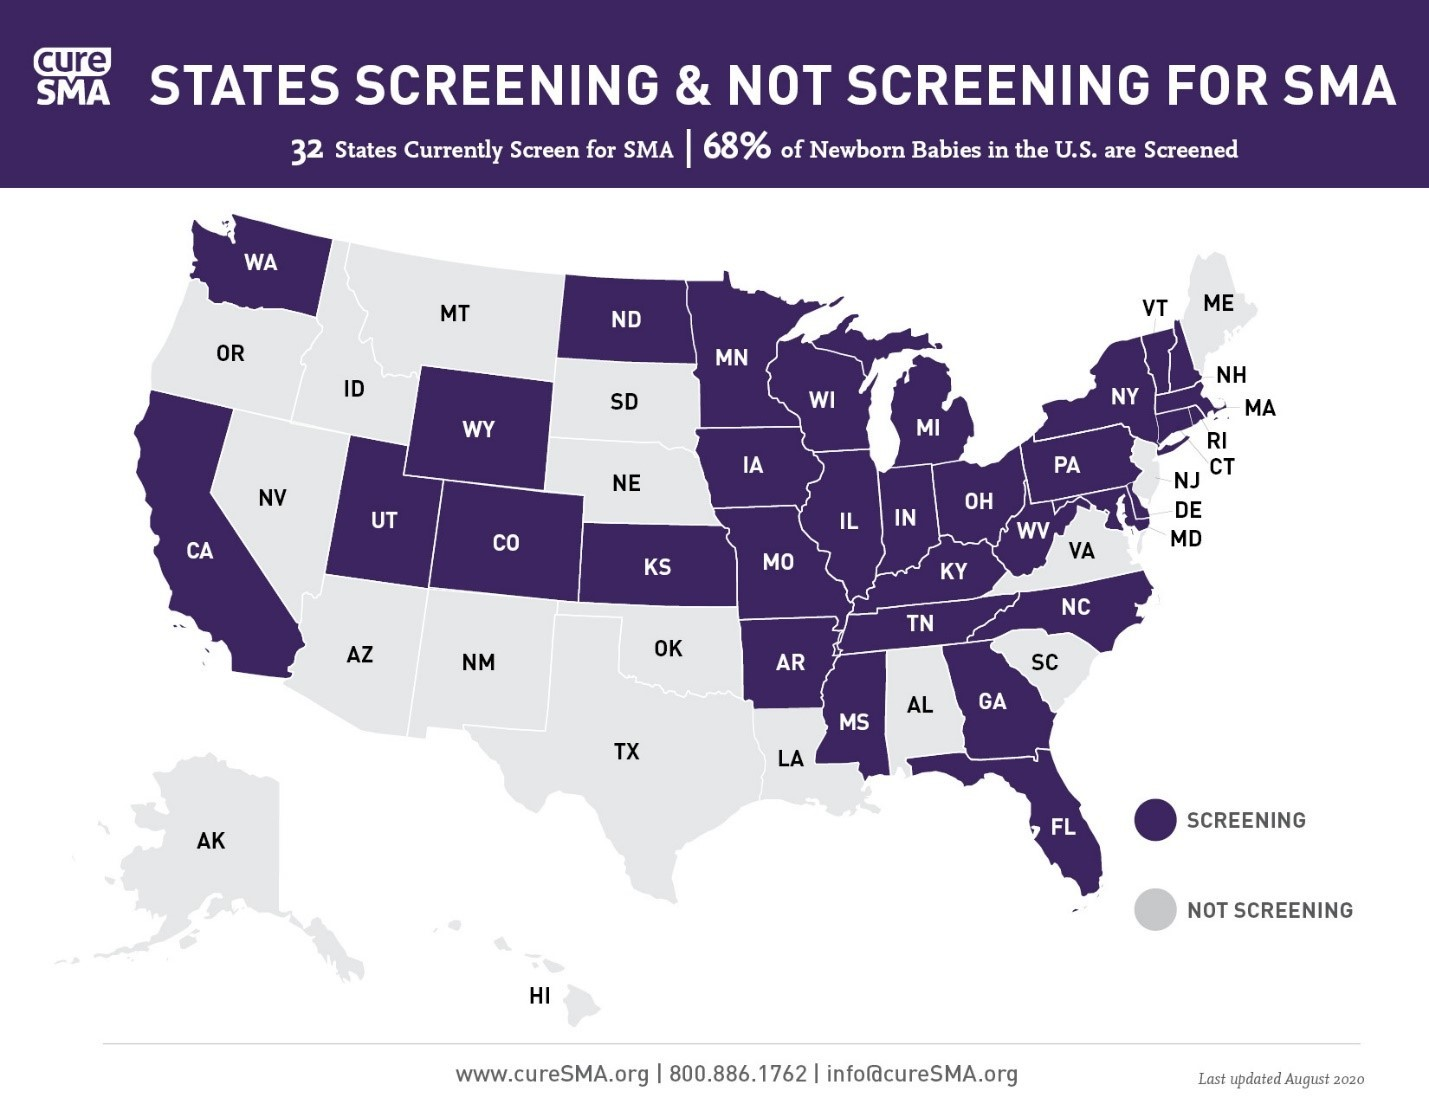 cure
SMA
STATES SCREENING & NOT SCREENING FOR SMA
32 States Currently Screen for SMA | 68% of Newborn Babies in the U.S. are Screened
WA
MT
ND
MN
VT
ME
OR
ID
SD
WI
MI
NY
NH
MA
WY
RI
CT
NV
NE
IA
PA
NJ
UT
CO
IL
IN
OH
DE
CA
KS
MO
WV
VA
MD
KY
AZ
NM
OK
AR
TN
NC
SC
TX
LA
MS
AL
GA
FL
AK
HI
SCREENING
NOT SCREENING
www.cureSMA.org | 800.886.1762 | info@cureSMA.org
Last updated August 2020